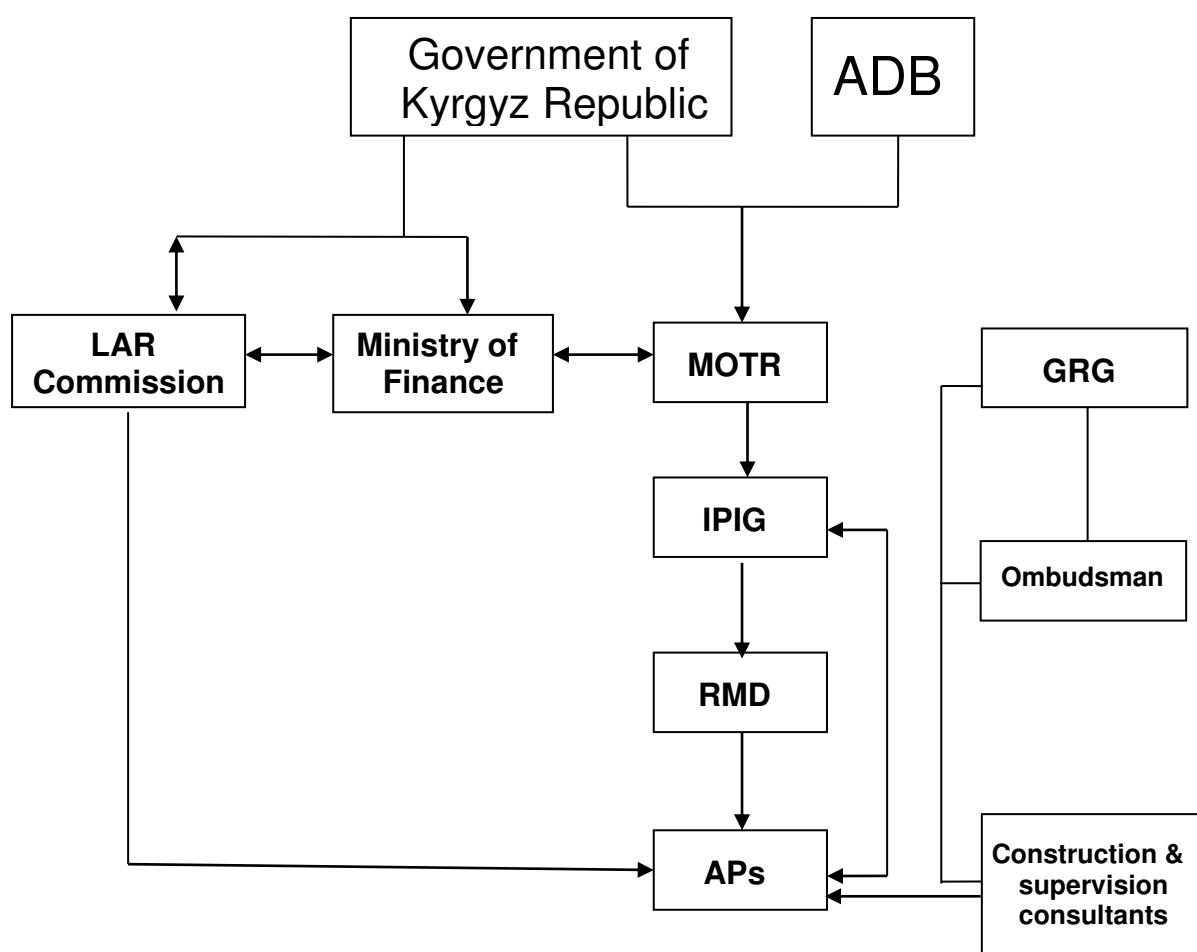 Government of
Kyrgyz Republic
ADB
LAR
Commission
Ministry of
Finance
MOTR
GRG
IPIG
Ombudsman
RMD
APs
Construction &
supervision
consultants